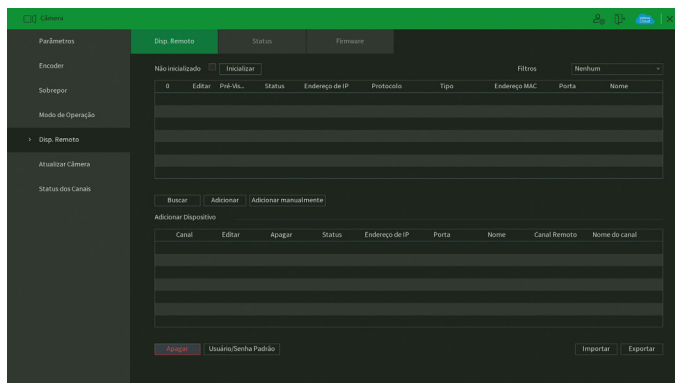 Câmera
Parâmetros
Encoder
Sobrepor
Modo de Operação
Disp. Remoto
Atualizar Câmera
Status dos Canais
Disp. Remoto Status Firmware
Não inicializado Inicializar Filtros Nenhum
0 Editar Pré-Vis... Status Endereço de IP Protocolo Tipo Endereço MAC Porta Nome
Buscar Adicionar Adicionar manualmente
Adicionar Dispositivo
Canal Editar Apagar Status Endereço de IP Porta Nome Canal Remoto Nome do canal
Apagar Usuário/Senha Padrão Importar Exportar